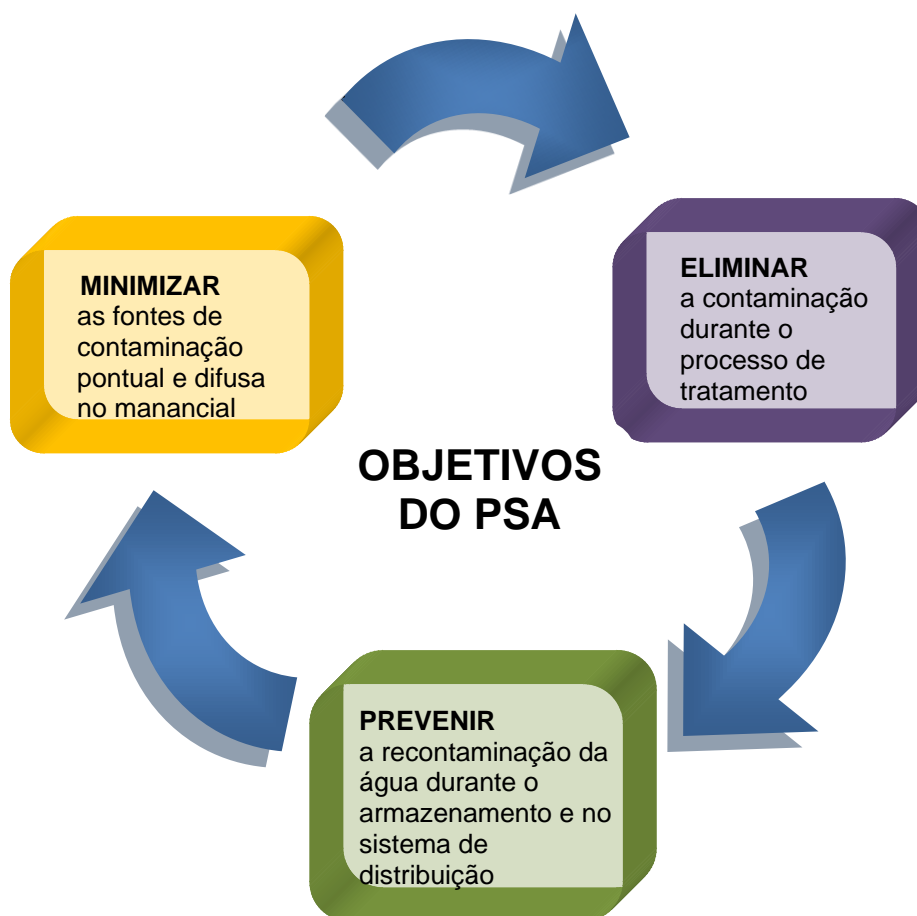 MINIMIZAR
as fontes de
contaminação
pontual e difusa
no manancial
ELIMINAR
a contaminação
durante o
processo de
tratamento
OBJETIVOS
DO PSA
PREVENIR
a recontaminação da
água durante o
armazenamento e no
sistema de
distribuição